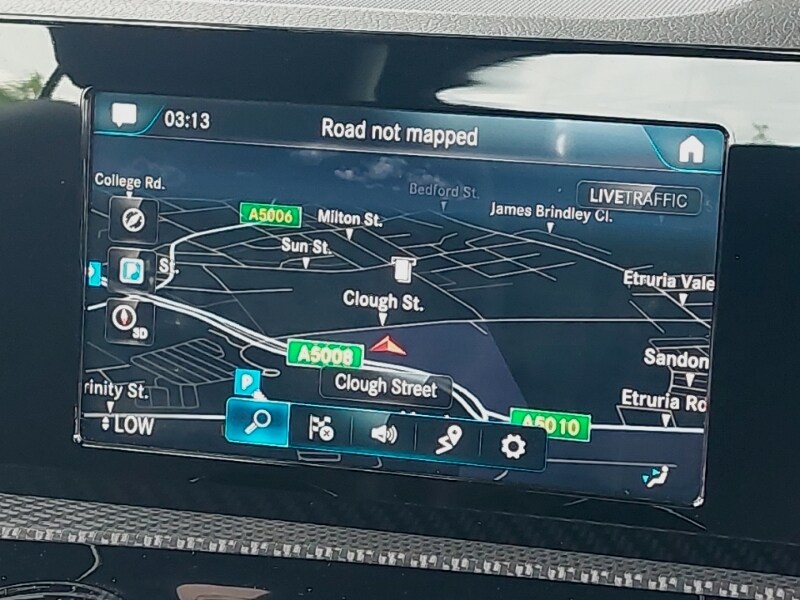 03:13
Road not mapped
College Rd.
Bedford St.
LIVETRAFFIC
A5006
Milton St.
James Brindley Cl.
Sun St.
P
St.
Etruria Vale
Clough St.
3D
A5008
Sandon
P
Clough Street
rinity St.
Etruria Rd
LOW
A5010